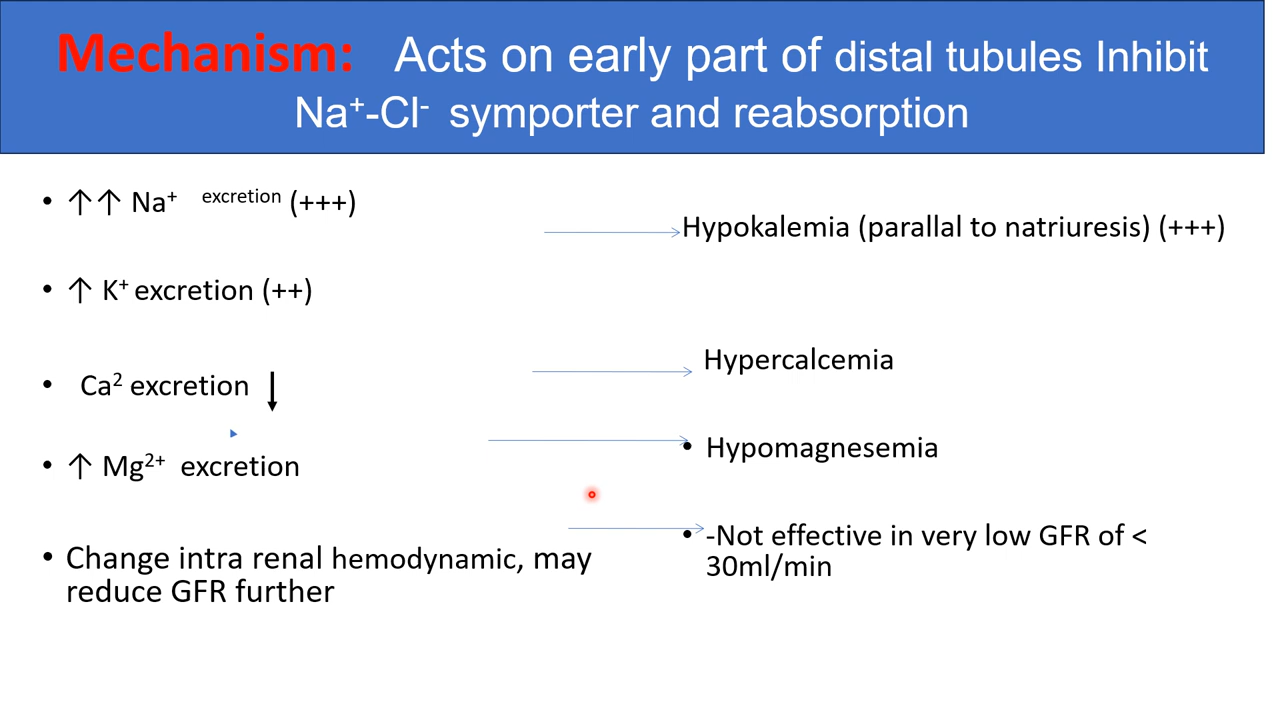 Mechanism: Acts on early part of distal tubules Inhibit
Na⁺-Cl⁻ symporter and reabsorption
• ↑↑ Na⁺ excretion (+++)
Hypokalemia (parallal to natriuresis) (+++)
• ↑ K⁺ excretion (++)
Hypercalcemia
• Ca² excretion ↓
• Hypomagnesemia
• ↑ Mg²⁺ excretion
• -Not effective in very low GFR of <
30ml/min
• Change intra renal hemodynamic, may
reduce GFR further